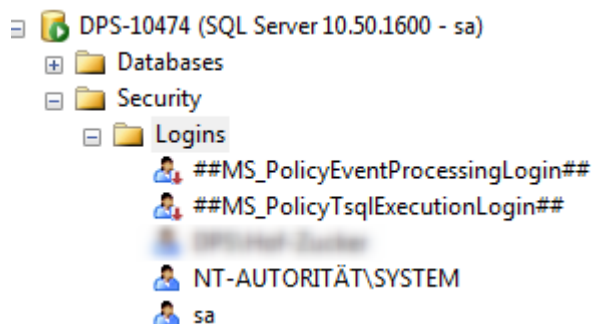 DPS-10474 (SQL Server 10.50.1600 - sa)
Databases
Security
Logins
##MS_PolicyEventProcessingLogin##
##MS_PolicyTsqlExecutionLogin##
NT-AUTORITÄT\SYSTEM
sa